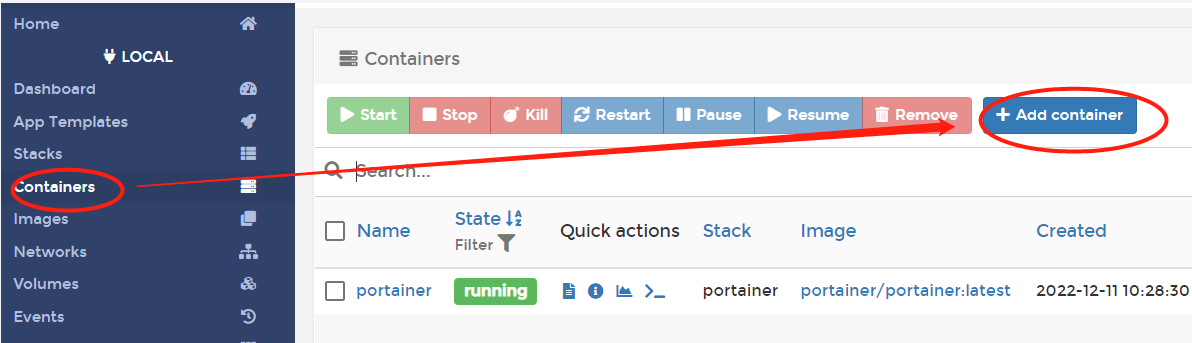 Home
LOCAL
Dashboard
App Templates
Stacks
Containers
Images
Networks
Volumes
Events
Containers
Start Stop Kill Restart Pause Resume Remove Add container
Search...
Name State Filter Quick actions Stack Image Created
portainer running portainer portainer/portainer:latest 2022-12-11 10:28:30